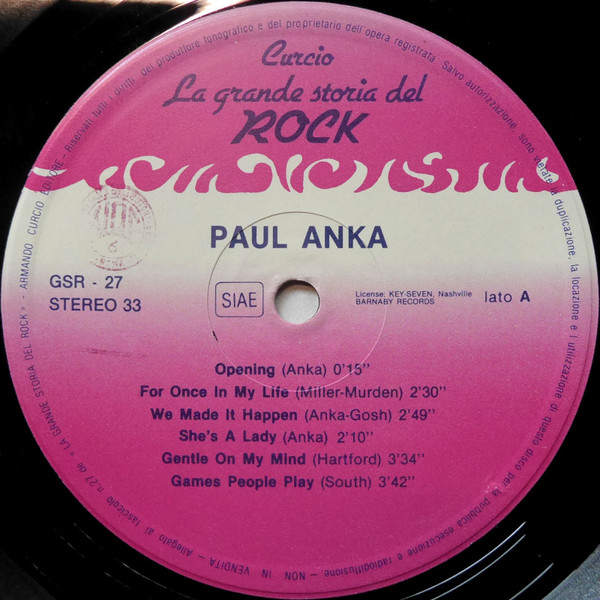 Curcio
La grande storia del
ROCK
PAUL ANKA
GSR - 27
STEREO 33
SIAE
License: KEY-SEVEN, Nashville
BARNABY RECORDS
lato A
Opening (Anka) 0'15''
For Once In My Life (Miller-Murden) 2'30''
We Made It Happen (Anka-Gosh) 2'49''
She's A Lady (Anka) 2'10''
Gentle On My Mind (Hartford) 3'34''
Games People Play (South) 3'42''
Allegato al fascicolo n. 27 de « LA GRANDE STORIA DEL ROCK » - ARMANDO CURCIO EDITORE - Riservati tutti i diritti del produttore fonografico e del proprietario dell'opera registrata. Salvo autorizzazione, sono vietate la duplicazione, la locazione e l'utilizzazione di questo disco per la pubblica esecuzione e radiodiffusione - NON IN VENDITA -